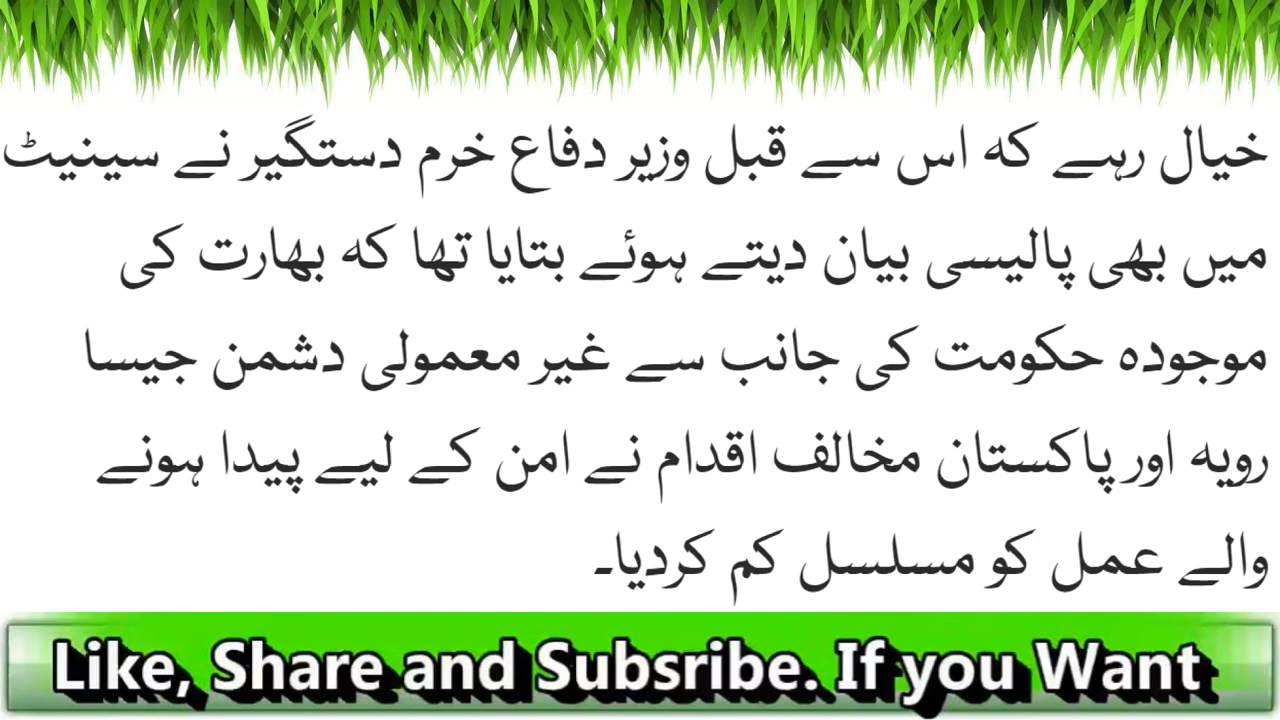 خیال رہے کہ اس سے قبل وزیر دفاع خرم دستگیر نے سینیٹ
میں بھی پالیسی بیان دیتے ہوئے بتایا تھا کہ بھارت کی
موجودہ حکومت کی جانب سے غیر معمولی دشمن جیسا
رویہ اورپاکستان مخالف اقدام نے امن کے لیے پیدا ہونے
والے عمل کو مسلسل کم کردیا۔
Like, Share and Subsribe. If you Want